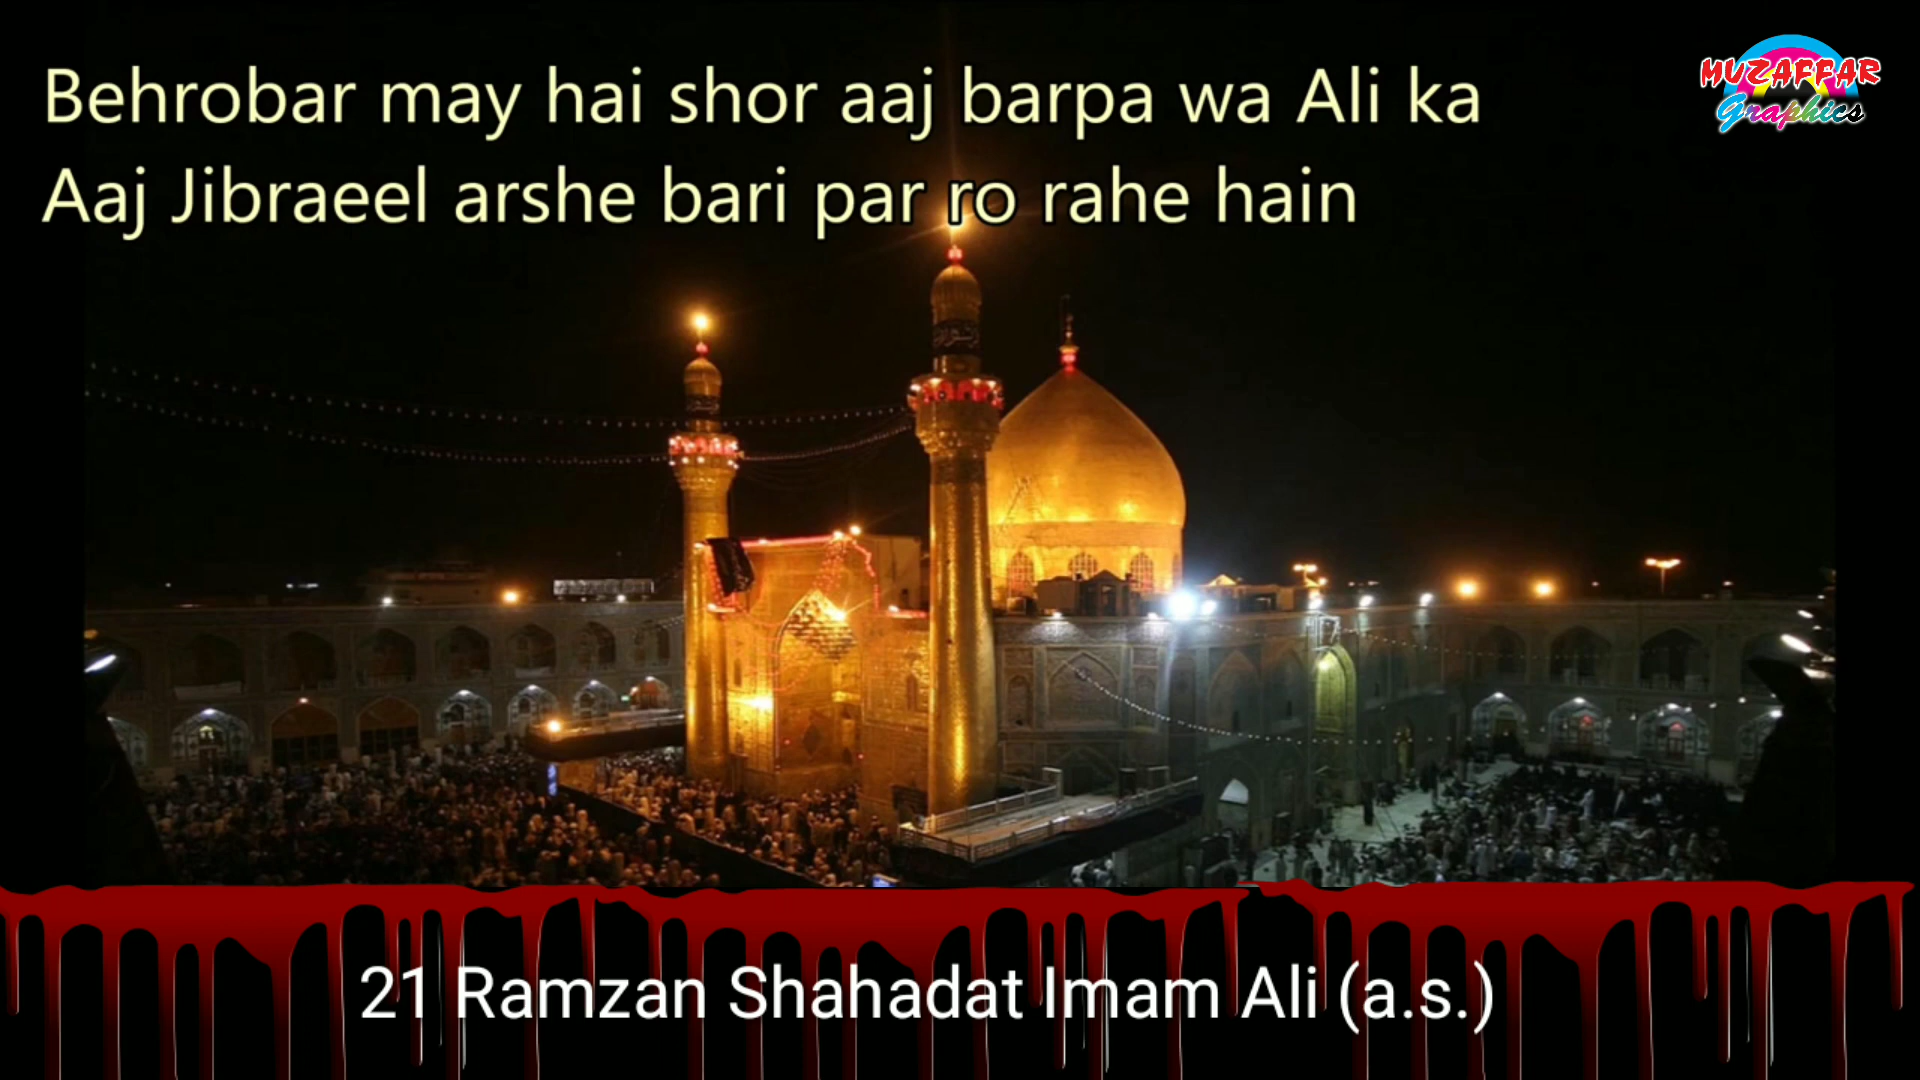 Behrobar may hai shor aaj barpa wa Ali ka
Aaj Jibraeel arshe bari par ro rahe hain
MUZAFFAR
Graphics
21 Ramzan Shahadat Imam Ali (a.s.)